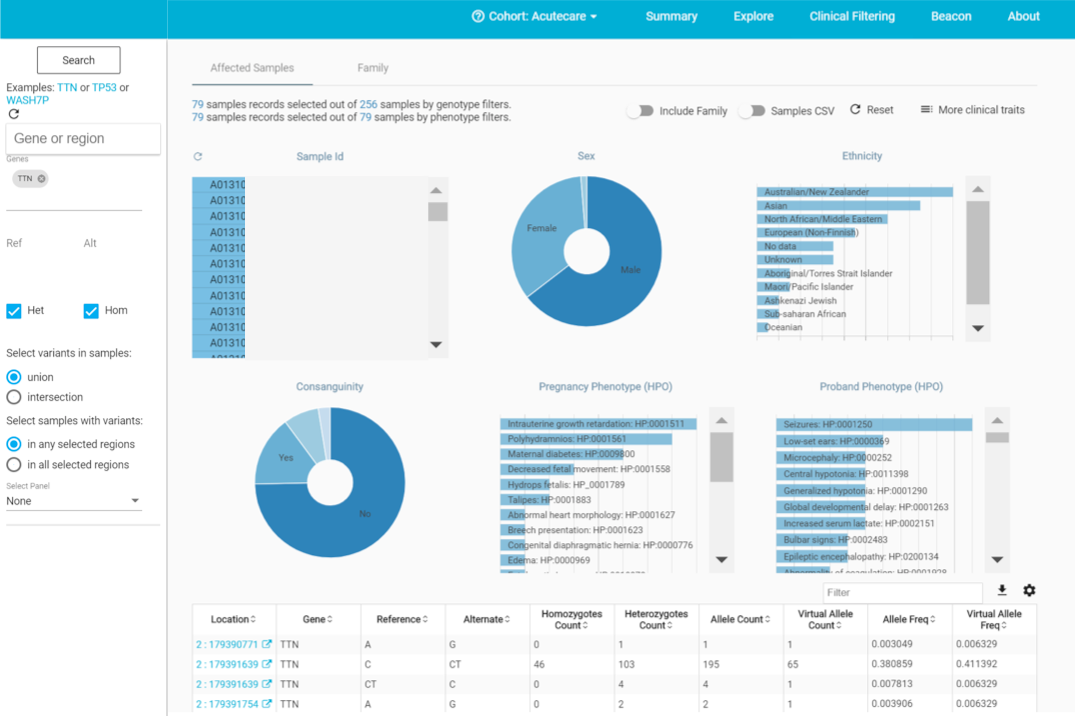 Cohort: Acutecare
Summary
Explore
Clinical Filtering
Beacon
About
Search
Examples: TTN or TP53 or
WASH7P
Gene or region
Genes
TTN
Ref
Alt
Het
Hom
Select variants in samples:
union
intersection
Select samples with variants:
in any selected regions
in all selected regions
Select Panel
None
Affected Samples
Family
79 samples records selected out of 256 samples by genotype filters.
79 samples records selected out of 79 samples by phenotype filters.
Include Family
Samples CSV
Reset
More clinical traits
Sample Id
A01310
A01310
A01310
A01310
A01310
A01310
A01310
A01310
A01310
A01310
A01310
Sex
Female
Male
Ethnicity
Australian/New Zealander
Asian
North African/Middle Eastern
European (Non-Finnish)
No data
Unknown
Aboriginal/Torres Strait Islander
Maori/Pacific Islander
Ashkenazi Jewish
Sub-saharan African
Oceanian
Consanguinity
Yes
No
Pregnancy Phenotype (HPO)
Intrauterine growth retardation: HP:0001511
Polyhydramnios: HP:0001561
Maternal diabetes: HP:0009800
Decreased fetal movement: HP:0001558
Hydrops fetalis: HP_0001789
Talipes: HP:0001883
Abnormal heart morphology: HP:0001627
Breech presentation: HP:0001623
Congenital diaphragmatic hernia: HP:0000776
Edema: HP:0000969
Proband Phenotype (HPO)
Seizures: HP:0001250
Low-set ears: HP:0000369
Microcephaly: HP:0000252
Central hypotonia: HP:0011398
Generalized hypotonia: HP:0001290
Global developmental delay: HP:0001263
Increased serum lactate: HP:0002151
Bulbar signs: HP:0002483
Epileptic encephalopathy: HP:0200134
Abnormality of coagulation: HP:0001928
Filter
Location Gene Reference Alternate Homozygotes Count Heterozygotes Count Allele Count Virtual Allele Count Allele Freq Virtual Allele Freq
2 : 179390771 TTN A G 0 1 1 1 0.003049 0.006329
2 : 179391639 TTN C CT 46 103 195 65 0.380859 0.411392
2 : 179391639 TTN CT C 0 4 4 1 0.007813 0.006329
2 : 179391754 TTN A G 0 2 2 1 0.003906 0.006329